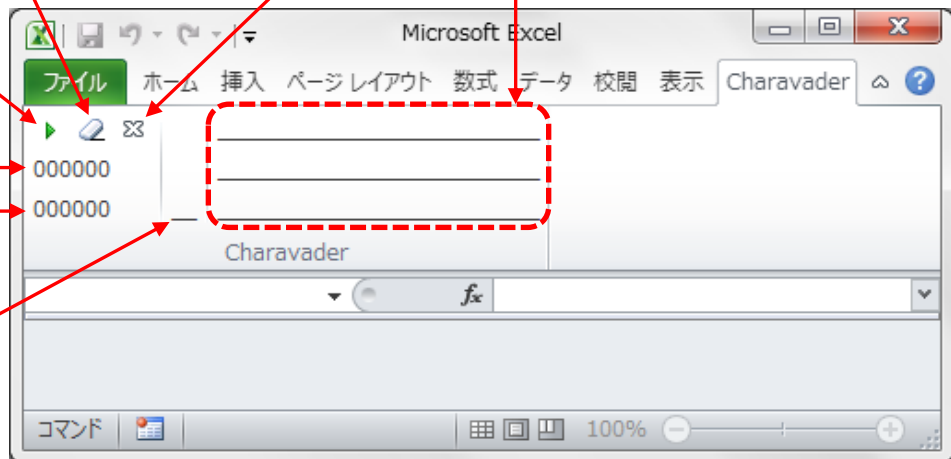 Microsoft Excel
ファイル ホーム 挿入 ページ レイアウト 数式 データ 校閲 表示 Charavader
000000
000000
Charavader
fx
コマンド 100%